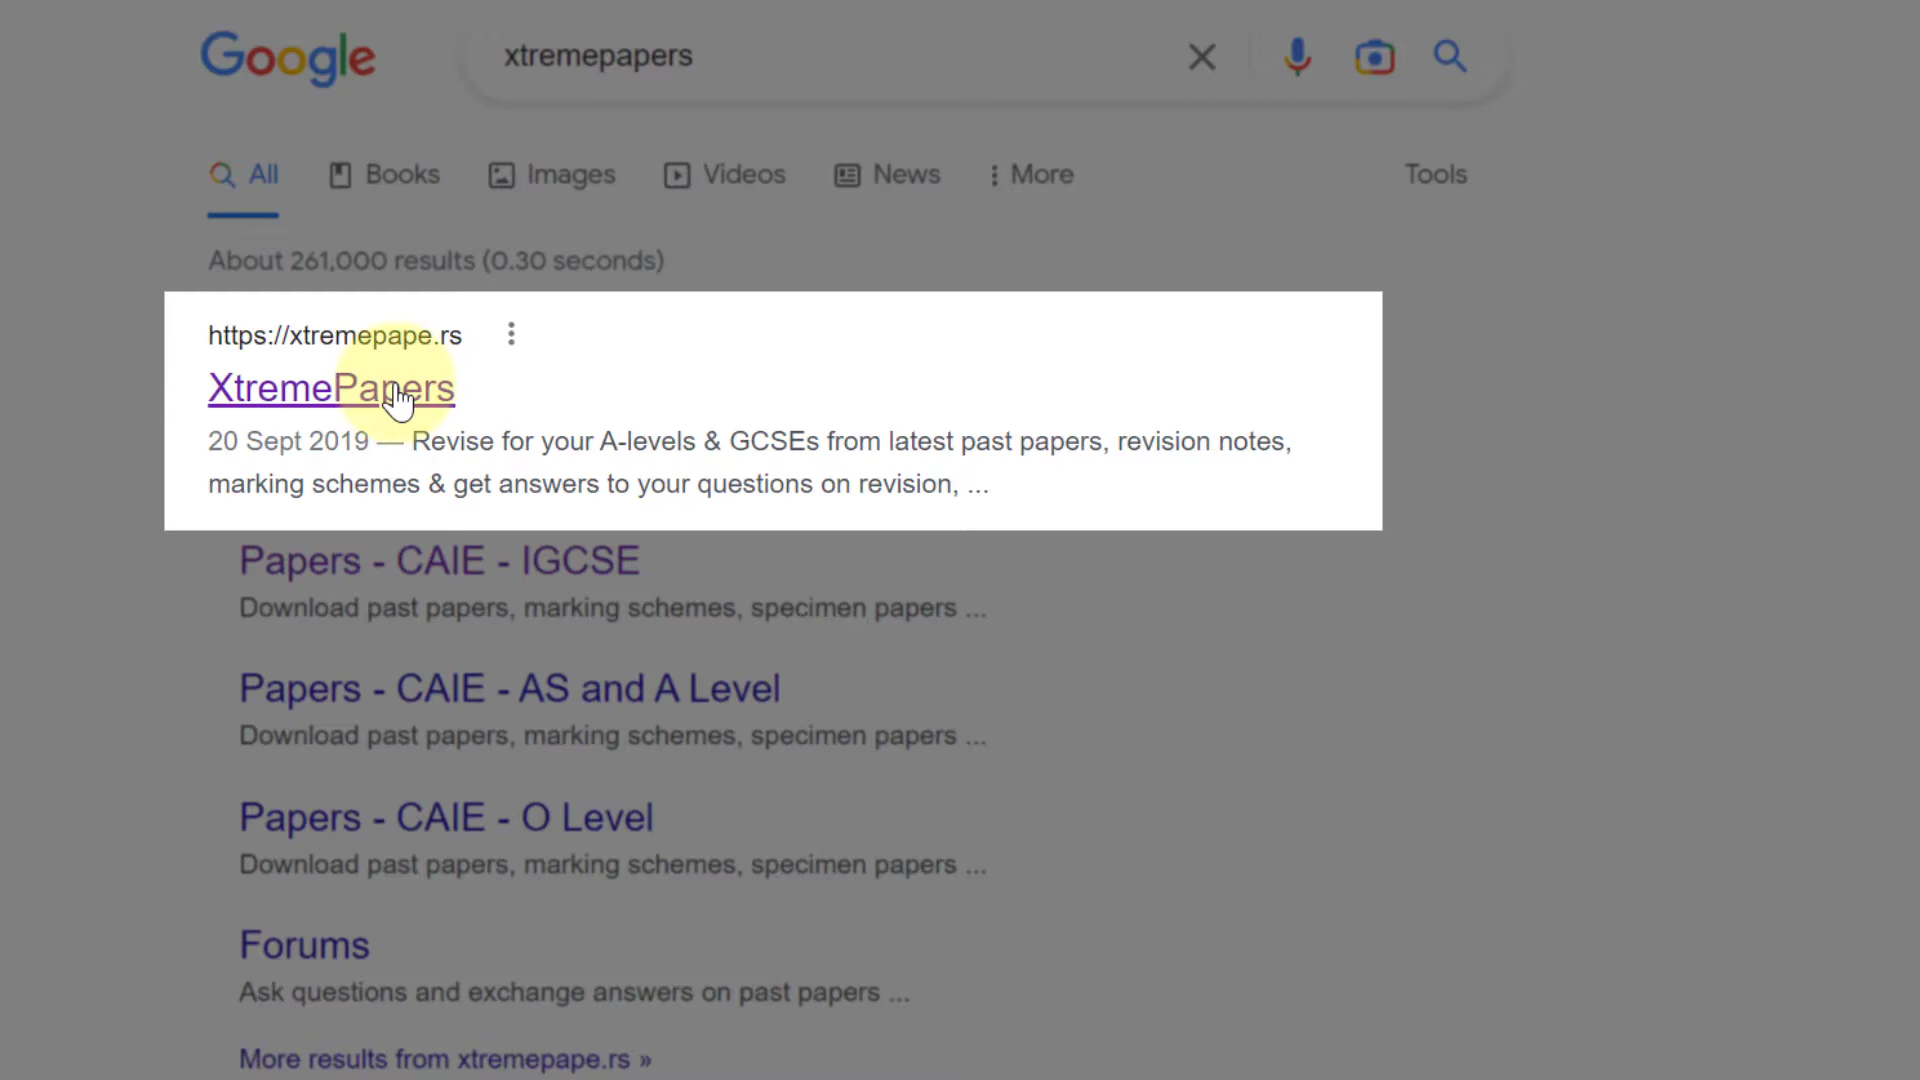 Google
xtremepapers
All Books Images Videos News More Tools
About 261,000 results (0.30 seconds)
https://xtremepape.rs
XtremePapers
20 Sept 2019 — Revise for your A-levels & GCSEs from latest past papers, revision notes,
marking schemes & get answers to your questions on revision, ...
Papers - CAIE - IGCSE
Download past papers, marking schemes, specimen papers ...
Papers - CAIE - AS and A Level
Download past papers, marking schemes, specimen papers ...
Papers - CAIE - O Level
Download past papers, marking schemes, specimen papers ...
Forums
Ask questions and exchange answers on past papers ...
More results from xtremepape.rs »